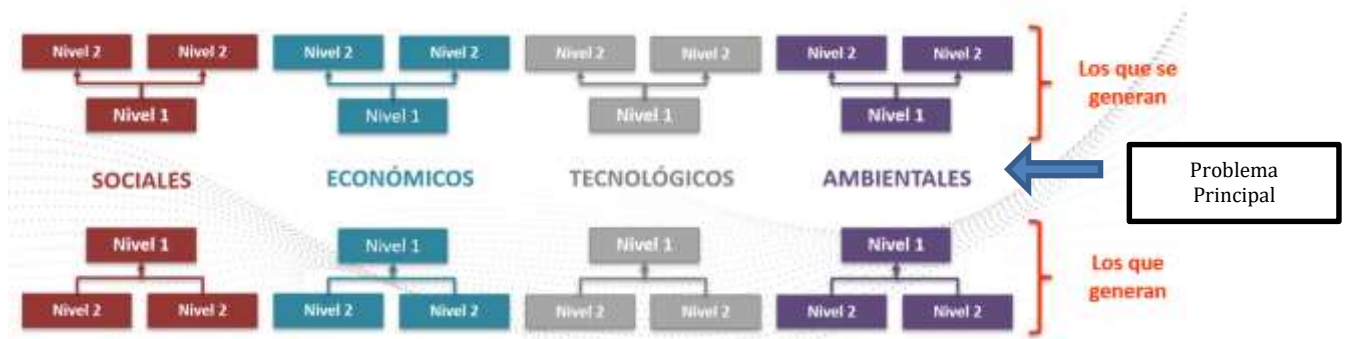 Nivel 2 Nivel 2 Nivel 2 Nivel 2 Nivel 2 Nivel 2 Nivel 2 Nivel 2
Los que se
generan
Nivel 1 Nivel 1 Nivel 1 Nivel 1
Problema
Principal
SOCIALES ECONÓMICOS TECNOLÓGICOS AMBIENTALES
Nivel 1 Nivel 1 Nivel 1 Nivel 1
Los que
generan
Nivel 2 Nivel 2 Nivel 2 Nivel 2 Nivel 2 Nivel 2 Nivel 2 Nivel 2